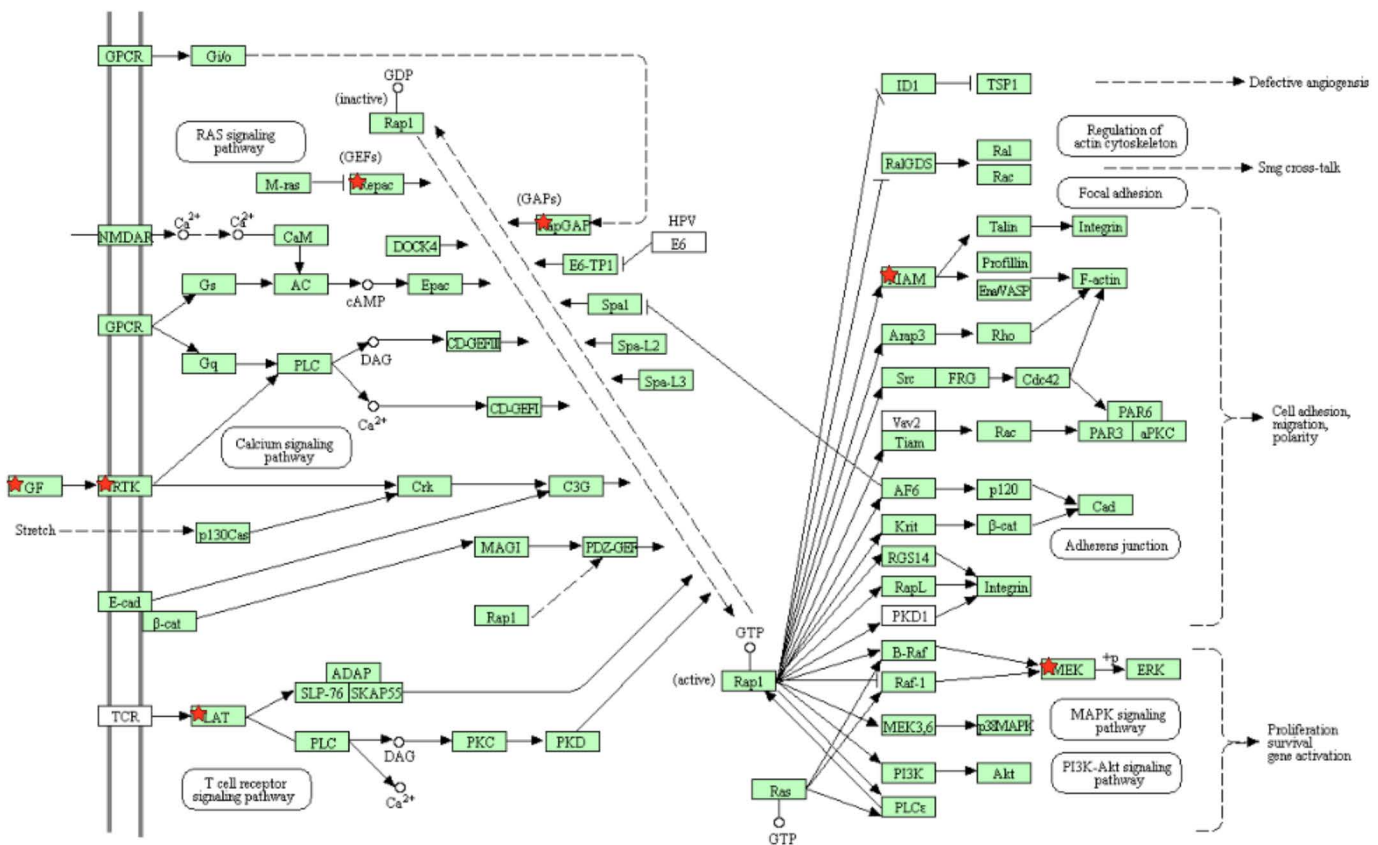 GPCR
Gi/o
GDP
(inactive)
Rap1
RAS signaling
pathway
(GEFs)
M-ras
Repac
(GAPs)
RapGAP
HPV
E6
E6-TP1
NMDAR
Ca2+
Ca2+
CaM
DOCK4
Gs
AC
cAMP
Epac
Spa1
GPCR
Gq
PLC
DAG
CD-GEFIII
Spa-L2
Spa-L3
Ca2+
CD-GEFI
Calcium signaling
pathway
GF
RTK
Crk
C3G
Stretch
p130Cas
MAGI
PDZ-GEF
E-cad
β-cat
Rap1
GTP
(active)
Rap1
ADAP
SLP-76
SKAP55
TCR
LAT
PLC
DAG
PKC
PKD
Ca2+
T cell receptor
signaling pathway
Ras
GTP
ID1
TSP1
Defective angiogensis
Regulation of
actin cytoskeleton
RalGDS
Ral
Rac
Smg cross-talk
Focal adhesion
Talin
Integrin
RIAM
Profillin
Ena/VASP
F-actin
Arap3
Rho
Src
FRG
Cdc42
PAR6
PAR3
aPKC
Vav2
Tiam
Rac
Cell adhesion,
migration,
polarity
AF6
p120
Cad
Krit
β-cat
Adherens junction
RGS14
RapL
Integrin
PKD1
B-Raf
Raf-1
MEK
+p
ERK
MEK3,6
p38MAPK
MAPK signaling
pathway
PI3K
Akt
PI3K-Akt signaling
pathway
PLCε
Proliferation
survival
gene activation